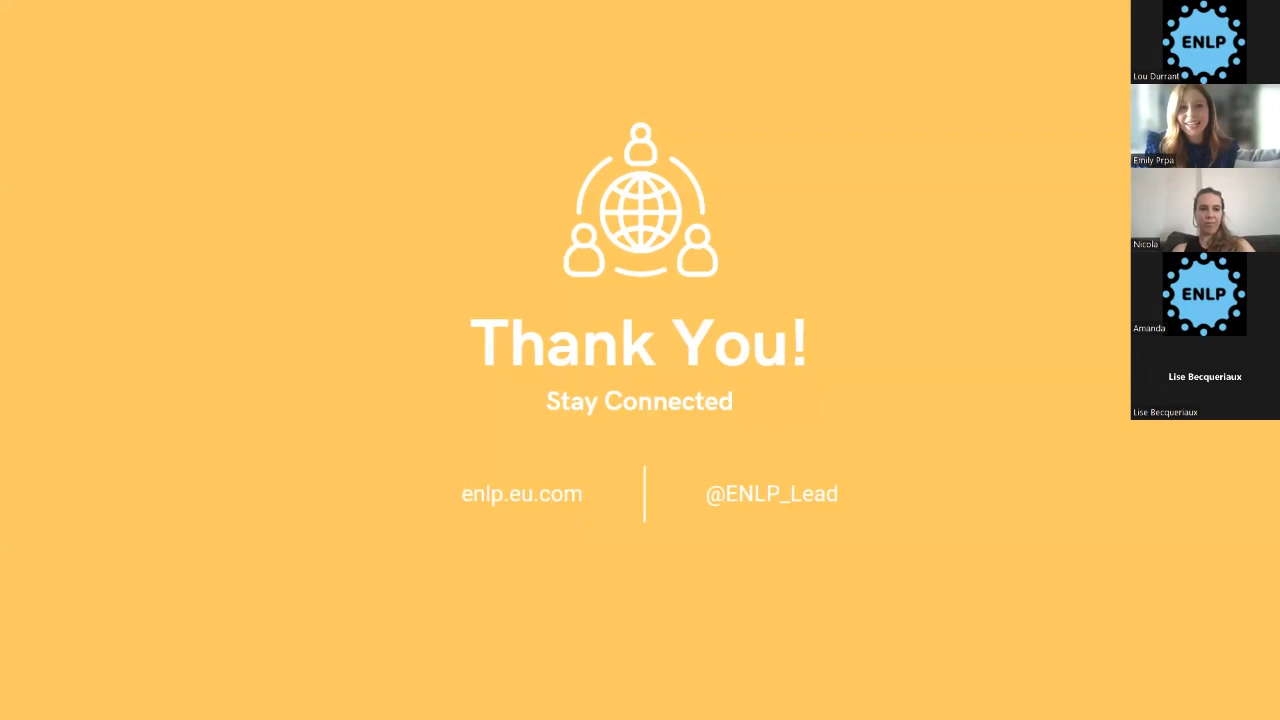 Thank You!
Stay Connected
enlp.eu.com
@ENLP_Lead
ENLP
Lou Durrant
Emily Prpa
Nicola
ENLP
Amanda
Lise Becqueriaux
Lise Becqueriaux